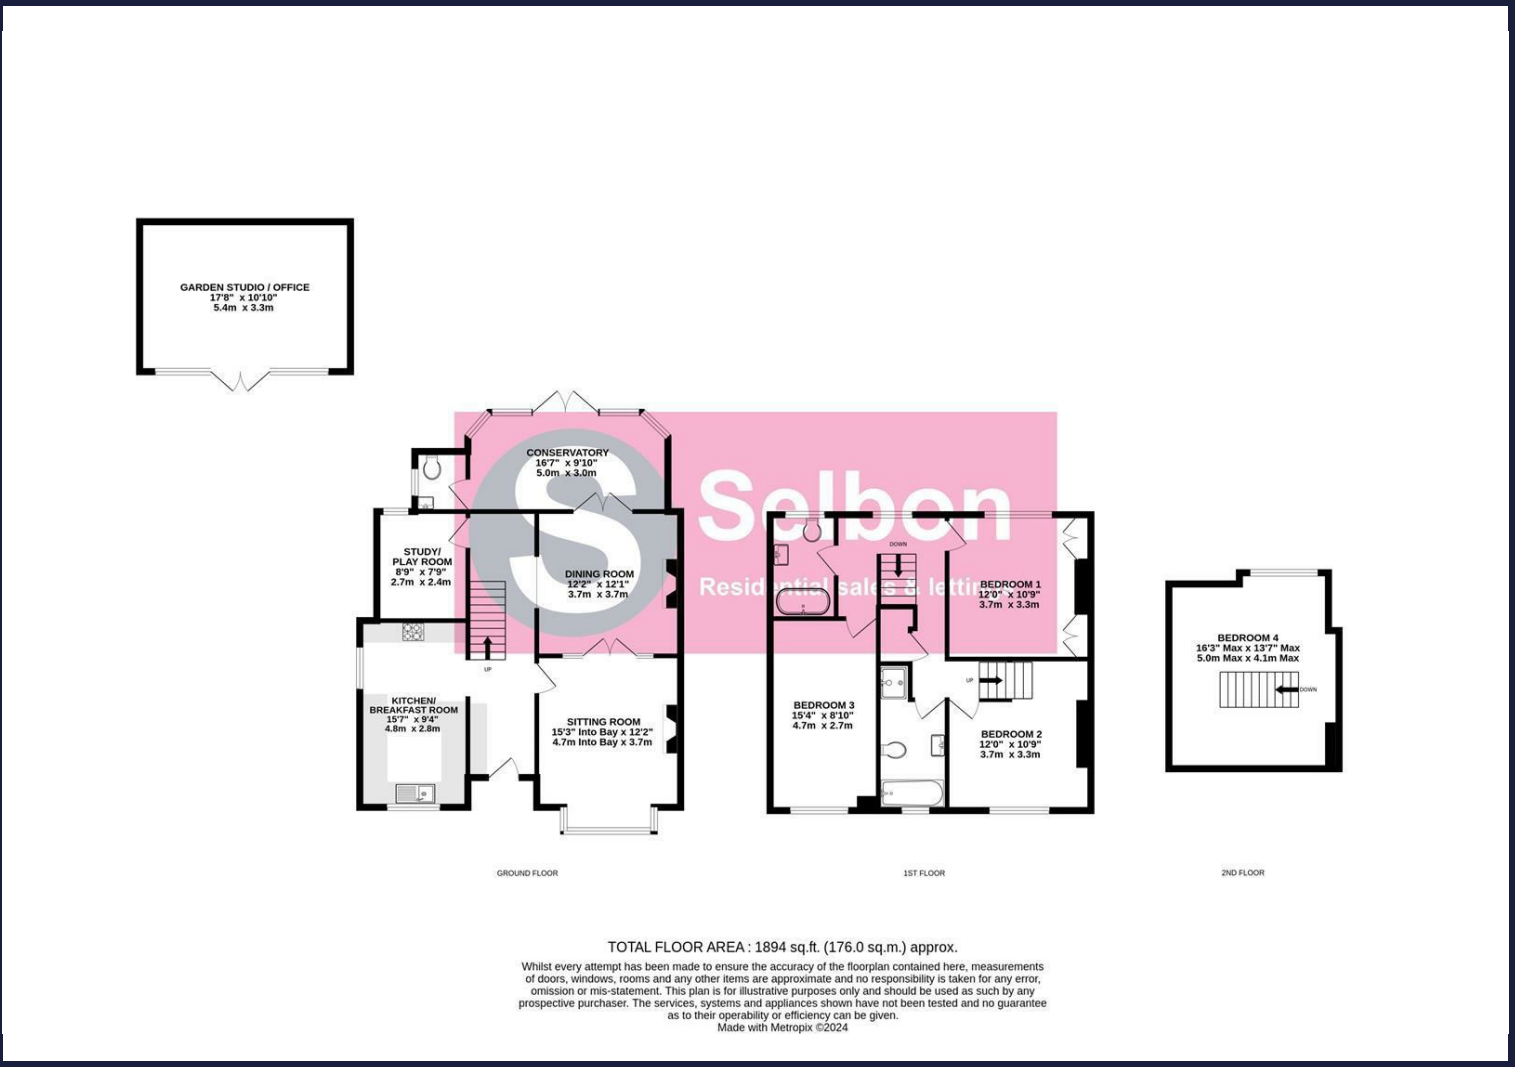 GARDEN STUDIO / OFFICE
17'8" x 10'10"
5.4m x 3.3m
CONSERVATORY
16'7" x 9'10"
5.0m x 3.0m
STUDY/
PLAY ROOM
8'9" x 7'9"
2.7m x 2.4m
DINING ROOM
12'2" x 12'1"
3.7m x 3.7m
UP
KITCHEN/
BREAKFAST ROOM
15'7" x 9'4"
4.8m x 2.8m
SITTING ROOM
15'3" Into Bay x 12'2"
4.7m Into Bay x 3.7m
GROUND FLOOR
S
Selbon
Residential sales & lettings
DOWN
BEDROOM 1
12'0" x 10'9"
3.7m x 3.3m
UP
BEDROOM 3
15'4" x 8'10"
4.7m x 2.7m
BEDROOM 2
12'0" x 10'9"
3.7m x 3.3m
1ST FLOOR
BEDROOM 4
16'3" Max x 13'7" Max
5.0m Max x 4.1m Max
DOWN
2ND FLOOR
TOTAL FLOOR AREA : 1894 sq.ft. (176.0 sq.m.) approx.
Whilst every attempt has been made to ensure the accuracy of the floorplan contained here, measurements
of doors, windows, rooms and any other items are approximate and no responsibility is taken for any error,
omission or mis-statement. This plan is for illustrative purposes only and should be used as such by any
prospective purchaser. The services, systems and appliances shown have not been tested and no guarantee
as to their operability or efficiency can be given.
Made with Metropix ©2024